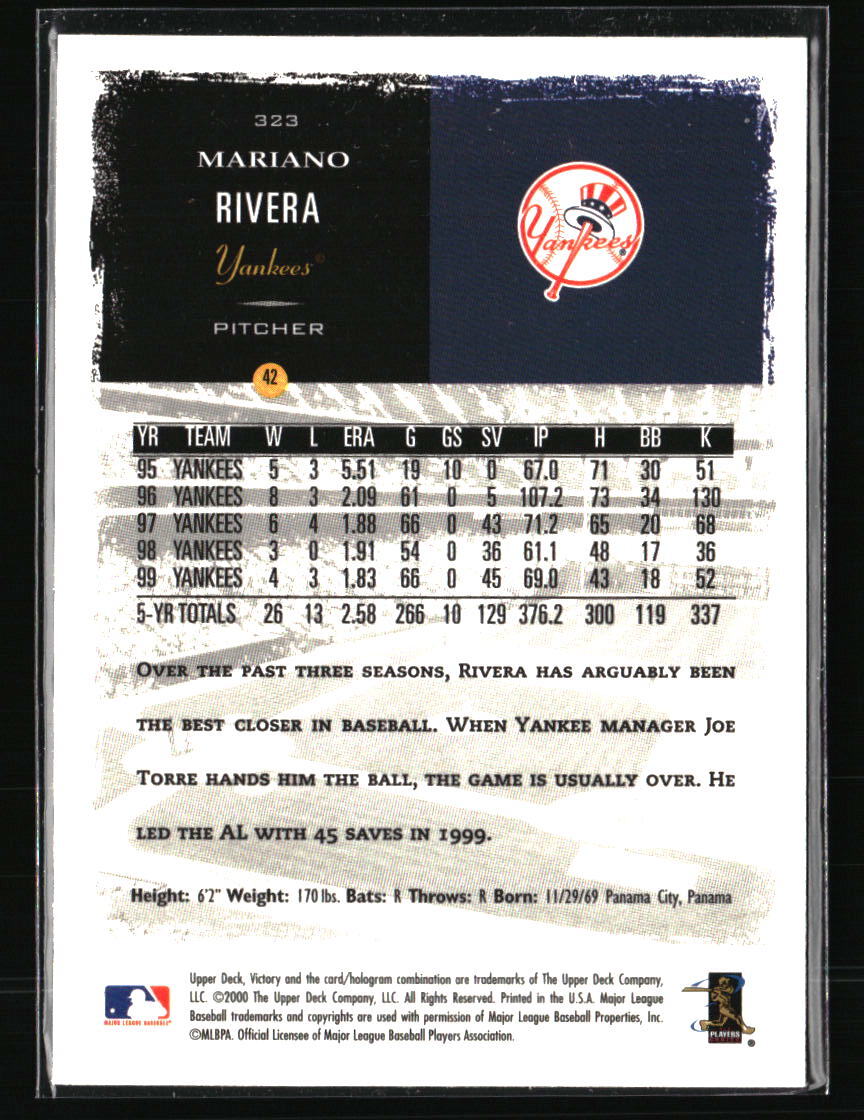 323
MARIANO
RIVERA
Yankees©
PITCHER
Yankees®
42
YR TEAM W L ERA G GS SV IP H BB K
95 YANKEES 5 3 5.51 19 10 0 67.0 71 30 51
96 YANKEES 8 3 2.09 61 0 5 107.2 73 34 130
97 YANKEES 6 4 1.88 66 0 43 71.2 65 20 68
98 YANKEES 3 0 1.91 54 0 36 61.1 48 17 36
99 YANKEES 4 3 1.83 66 0 45 69.0 43 18 52
5-YR TOTALS 26 13 2.58 266 10 129 376.2 300 119 337
Over the past three seasons, Rivera has arguably been
the best closer in baseball. When Yankee manager Joe
Torre hands him the ball, the game is usually over. He
led the AL with 45 saves in 1999.
Height: 6'2" Weight: 170 lbs. Bats: R Throws: R Born: 11/29/69 Panama City, Panama
Upper Deck, Victory and the card/hologram combination are trademarks of The Upper Deck Company,
LLC. ©2000 The Upper Deck Company, LLC. All Rights Reserved. Printed in the U.S.A. Major League
Baseball trademarks and copyrights are used with permission of Major League Baseball Properties, Inc.
©MLBPA. Official Licensee of Major League Baseball Players Association.
MAJOR LEAGUE BASEBALL®
PLAYERS
CHOICE
®